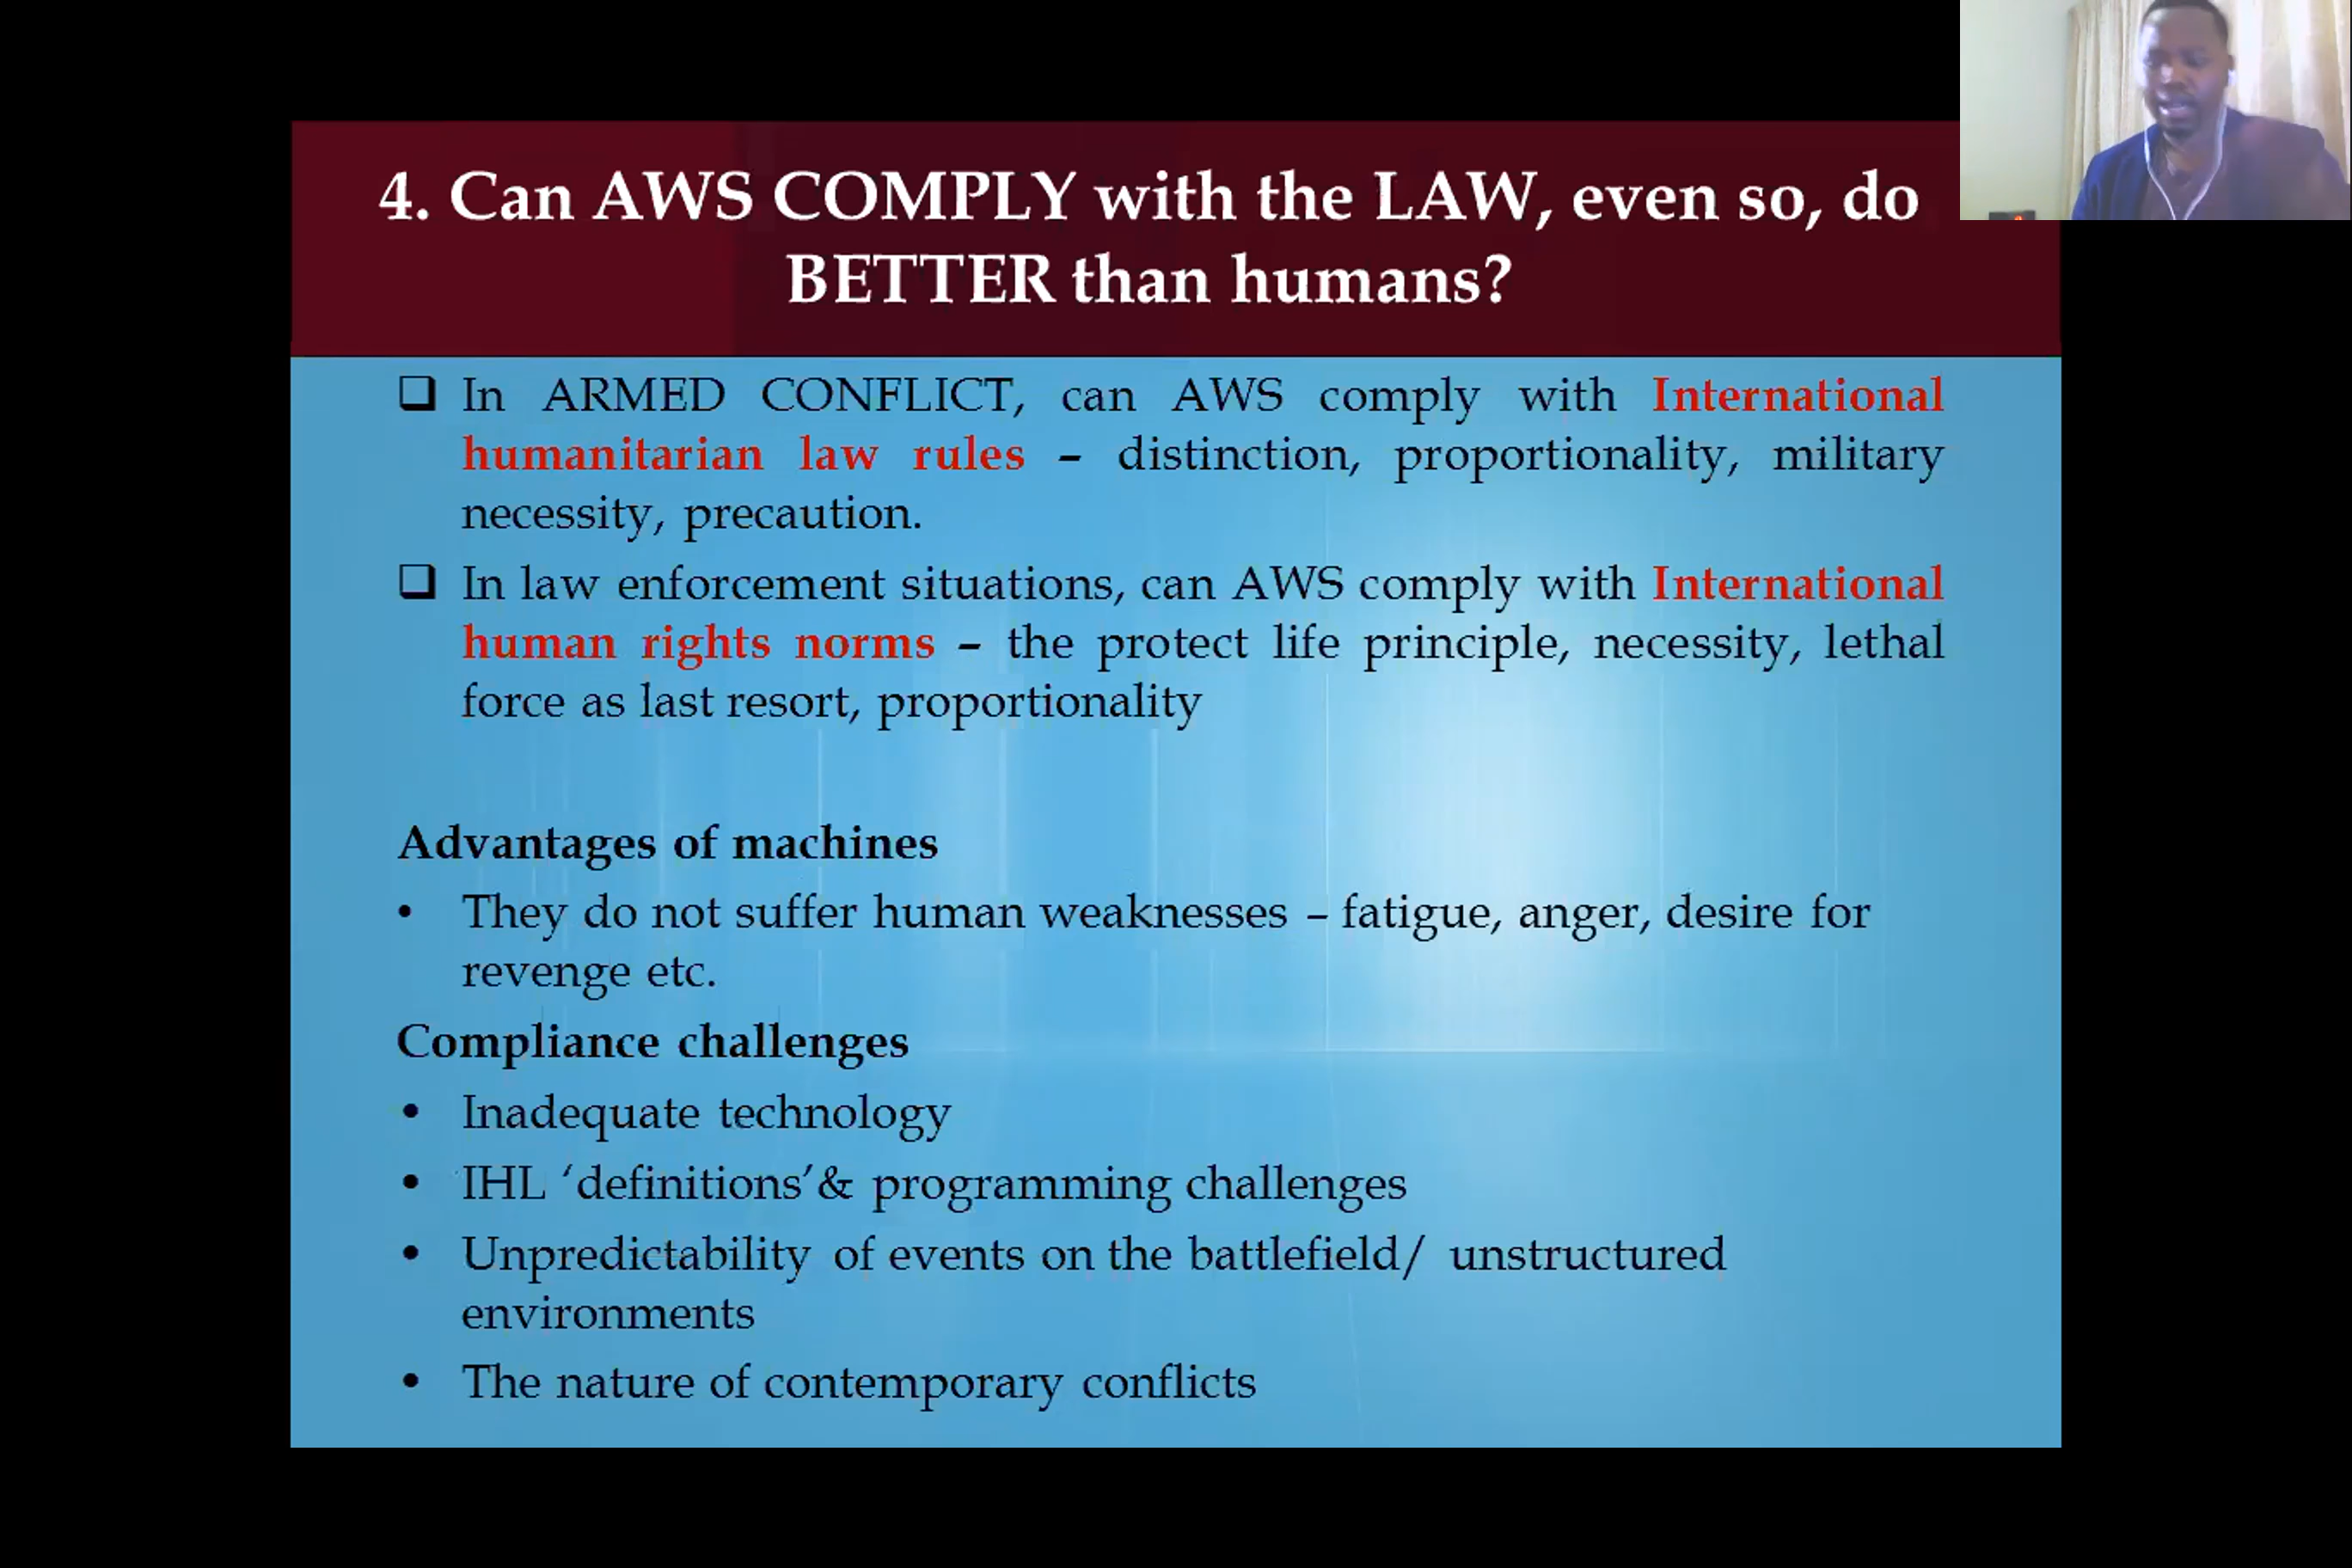 4. Can AWS COMPLY with the LAW, even so, do
BETTER than humans?
❑ In ARMED CONFLICT, can AWS comply with International
humanitarian law rules – distinction, proportionality, military
necessity, precaution.
❑ In law enforcement situations, can AWS comply with International
human rights norms – the protect life principle, necessity, lethal
force as last resort, proportionality
Advantages of machines
• They do not suffer human weaknesses – fatigue, anger, desire for
revenge etc.
Compliance challenges
• Inadequate technology
• IHL ‘definitions’& programming challenges
• Unpredictability of events on the battlefield/ unstructured
environments
• The nature of contemporary conflicts